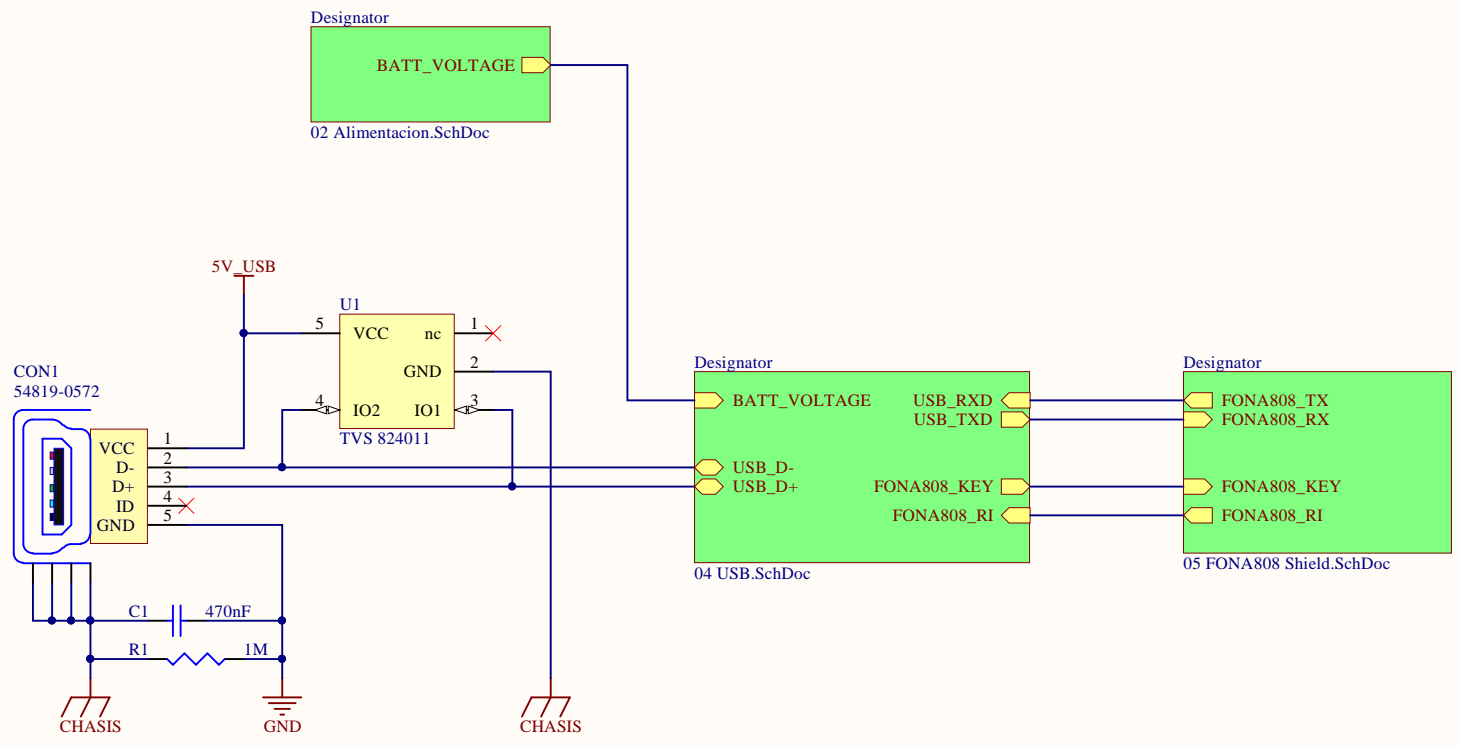 Designator
BATT_VOLTAGE
02 Alimentacion.SchDoc
5V_USB
U1
5 VCC nc 1
GND 2
4 IO2 IO1 3
TVS 824011
CON1
54819-0572
VCC 1
D- 2
D+ 3
ID 4
GND 5
C1 470nF
R1 1M
CHASIS
GND
CHASIS
Designator
BATT_VOLTAGE USB_RXD
USB_TXD
USB_D-
USB_D+ FONA808_KEY
FONA808_RI
04 USB.SchDoc
Designator
FONA808_TX
FONA808_RX
FONA808_KEY
FONA808_RI
05 FONA808 Shield.SchDoc